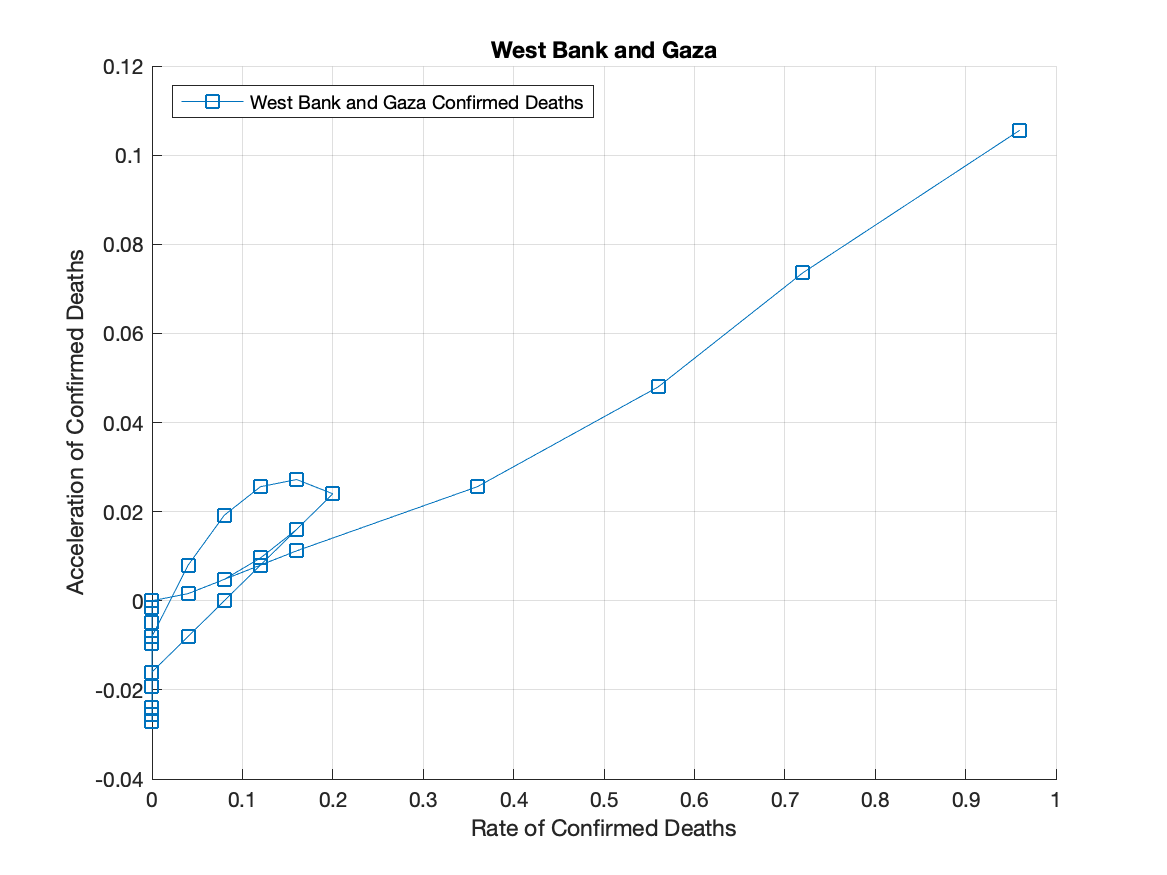 West Bank and Gaza
0.12
West Bank and Gaza Confirmed Deaths
0.1
0.08
0.06
0.04
0.02
0
-0.02
-0.04
Acceleration of Confirmed Deaths
0 0.1 0.2 0.3 0.4 0.5 0.6 0.7 0.8 0.9 1
Rate of Confirmed Deaths